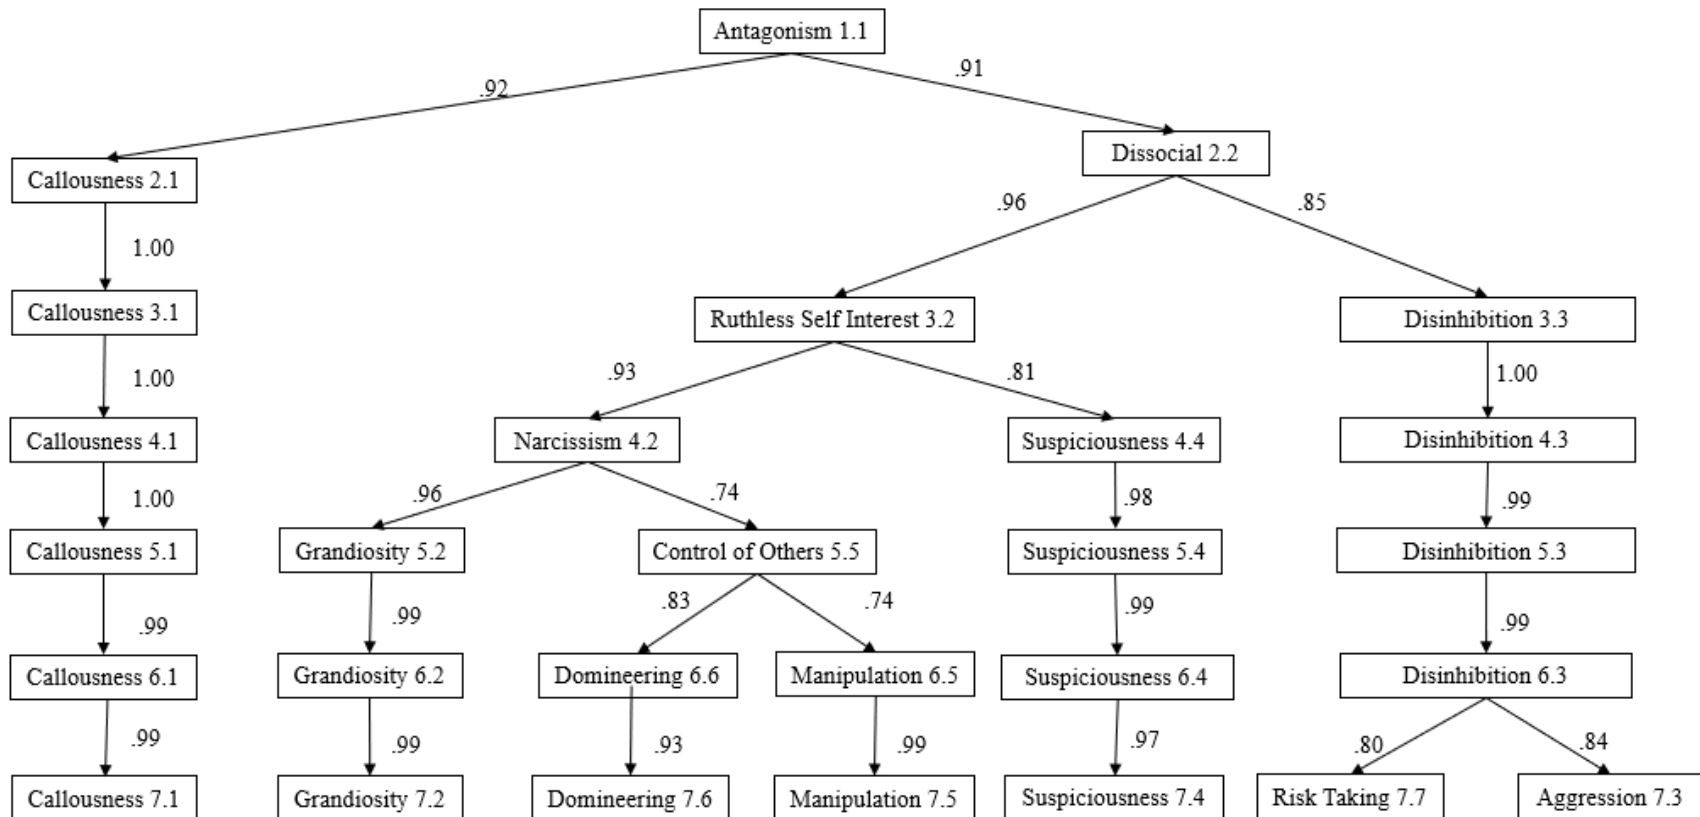 Antagonism 1.1
.92
.91
Dissocial 2.2
Callousness 2.1
.96
.85
1.00
Callousness 3.1
Ruthless Self Interest 3.2
Disinhibition 3.3
1.00
.93
.81
1.00
Callousness 4.1
Narcissism 4.2
Suspiciousness 4.4
Disinhibition 4.3
1.00
.96
.74
.98
.99
Callousness 5.1
Grandiosity 5.2
Control of Others 5.5
Suspiciousness 5.4
Disinhibition 5.3
.99
.99
.83
.74
.99
.99
Callousness 6.1
Grandiosity 6.2
Domineering 6.6
Manipulation 6.5
Suspiciousness 6.4
Disinhibition 6.3
.99
.99
.93
.99
.97
.80
.84
Callousness 7.1
Grandiosity 7.2
Domineering 7.6
Manipulation 7.5
Suspiciousness 7.4
Risk Taking 7.7
Aggression 7.3